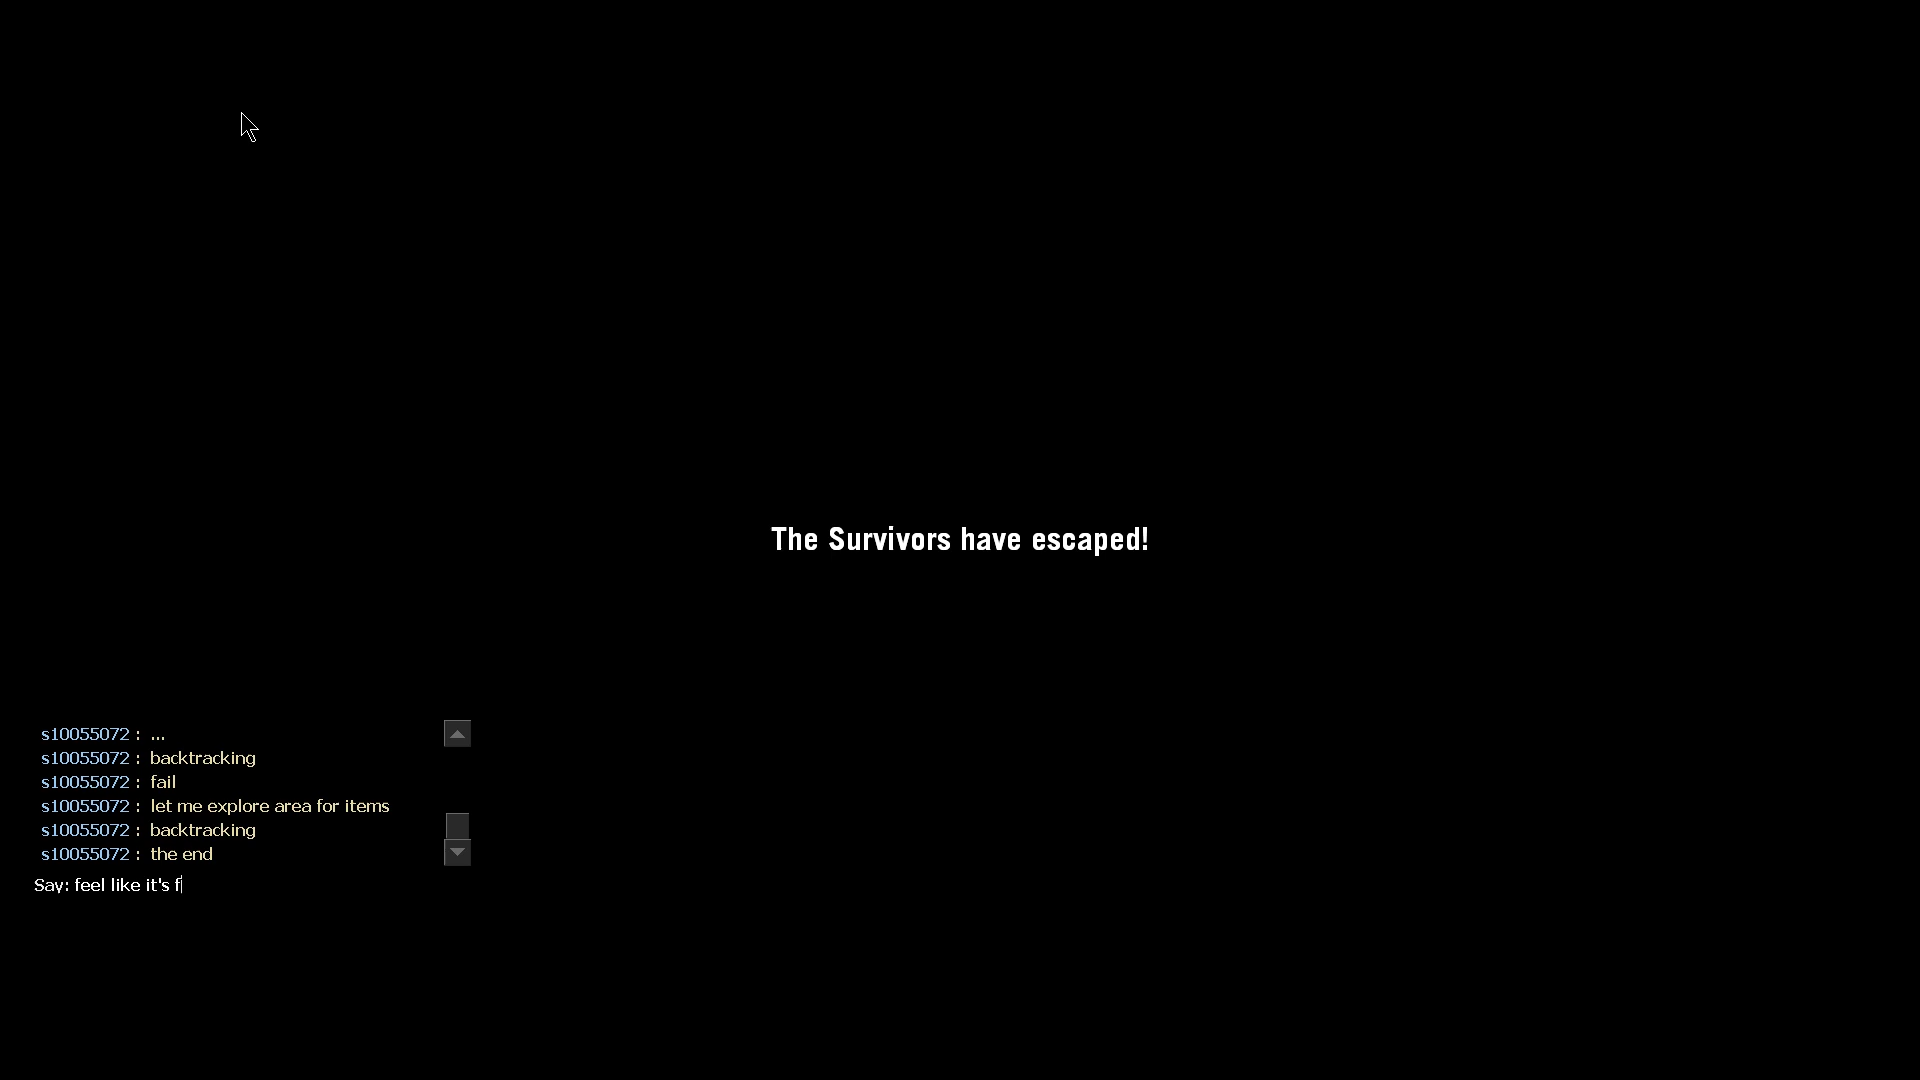 The Survivors have escaped!
s10055072 : ...
s10055072 : backtracking
s10055072 : fail
s10055072 : let me explore area for items
s10055072 : backtracking
s10055072 : the end
Say: feel like it's f